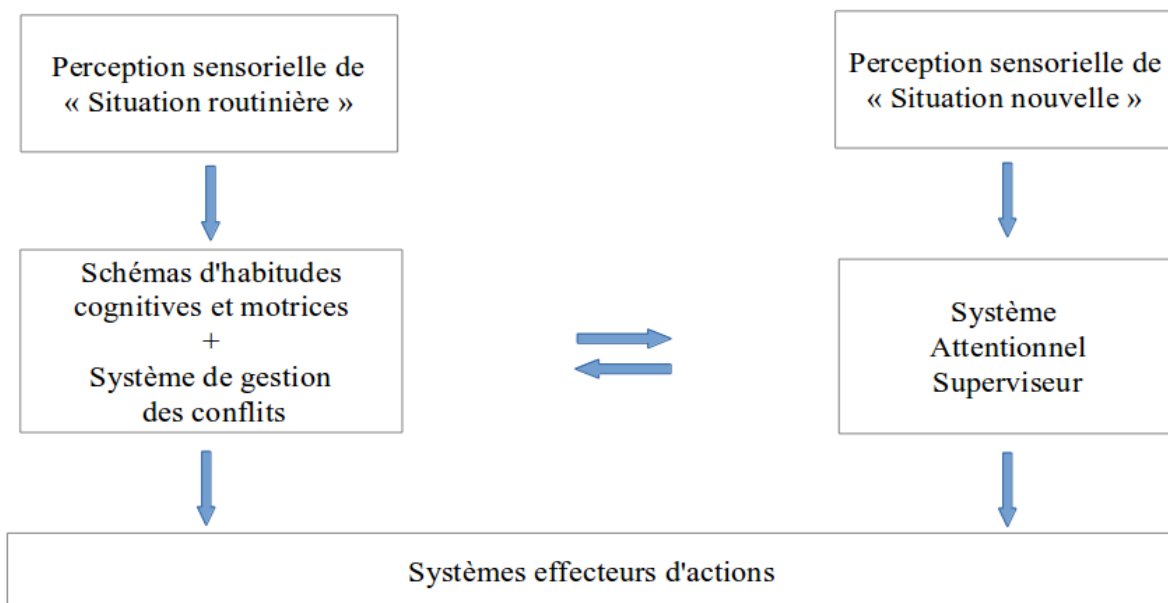 Perception sensorielle de
« Situation routinière »
Perception sensorielle de
« Situation nouvelle »
Schémas d'habitudes
cognitives et motrices
+
Système de gestion
des conflits
Système
Attentionnel
Superviseur
Systèmes effecteurs d'actions